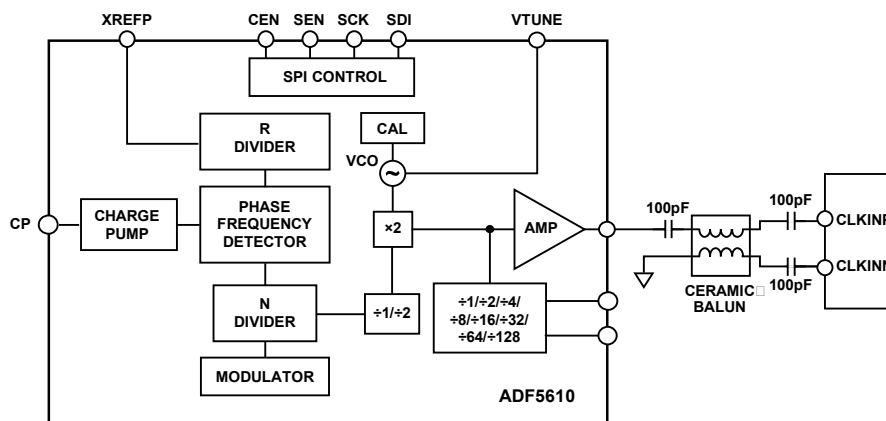 XREFP
CEN
SEN
SCK
SDI
VTUNE
SPI CONTROL
R
DIVIDER
CAL
VCO
~
CP
CHARGE
PUMP
PHASE
FREQUENCY
DETECTOR
×2
AMP
100pF
100pF
CLKINP
CLKINN
100pF
CERAMIC
BALUN
N
DIVIDER
÷1/÷2
÷1/÷2/÷4/
÷8/÷16/÷32/
÷64/÷128
MODULATOR
ADF5610